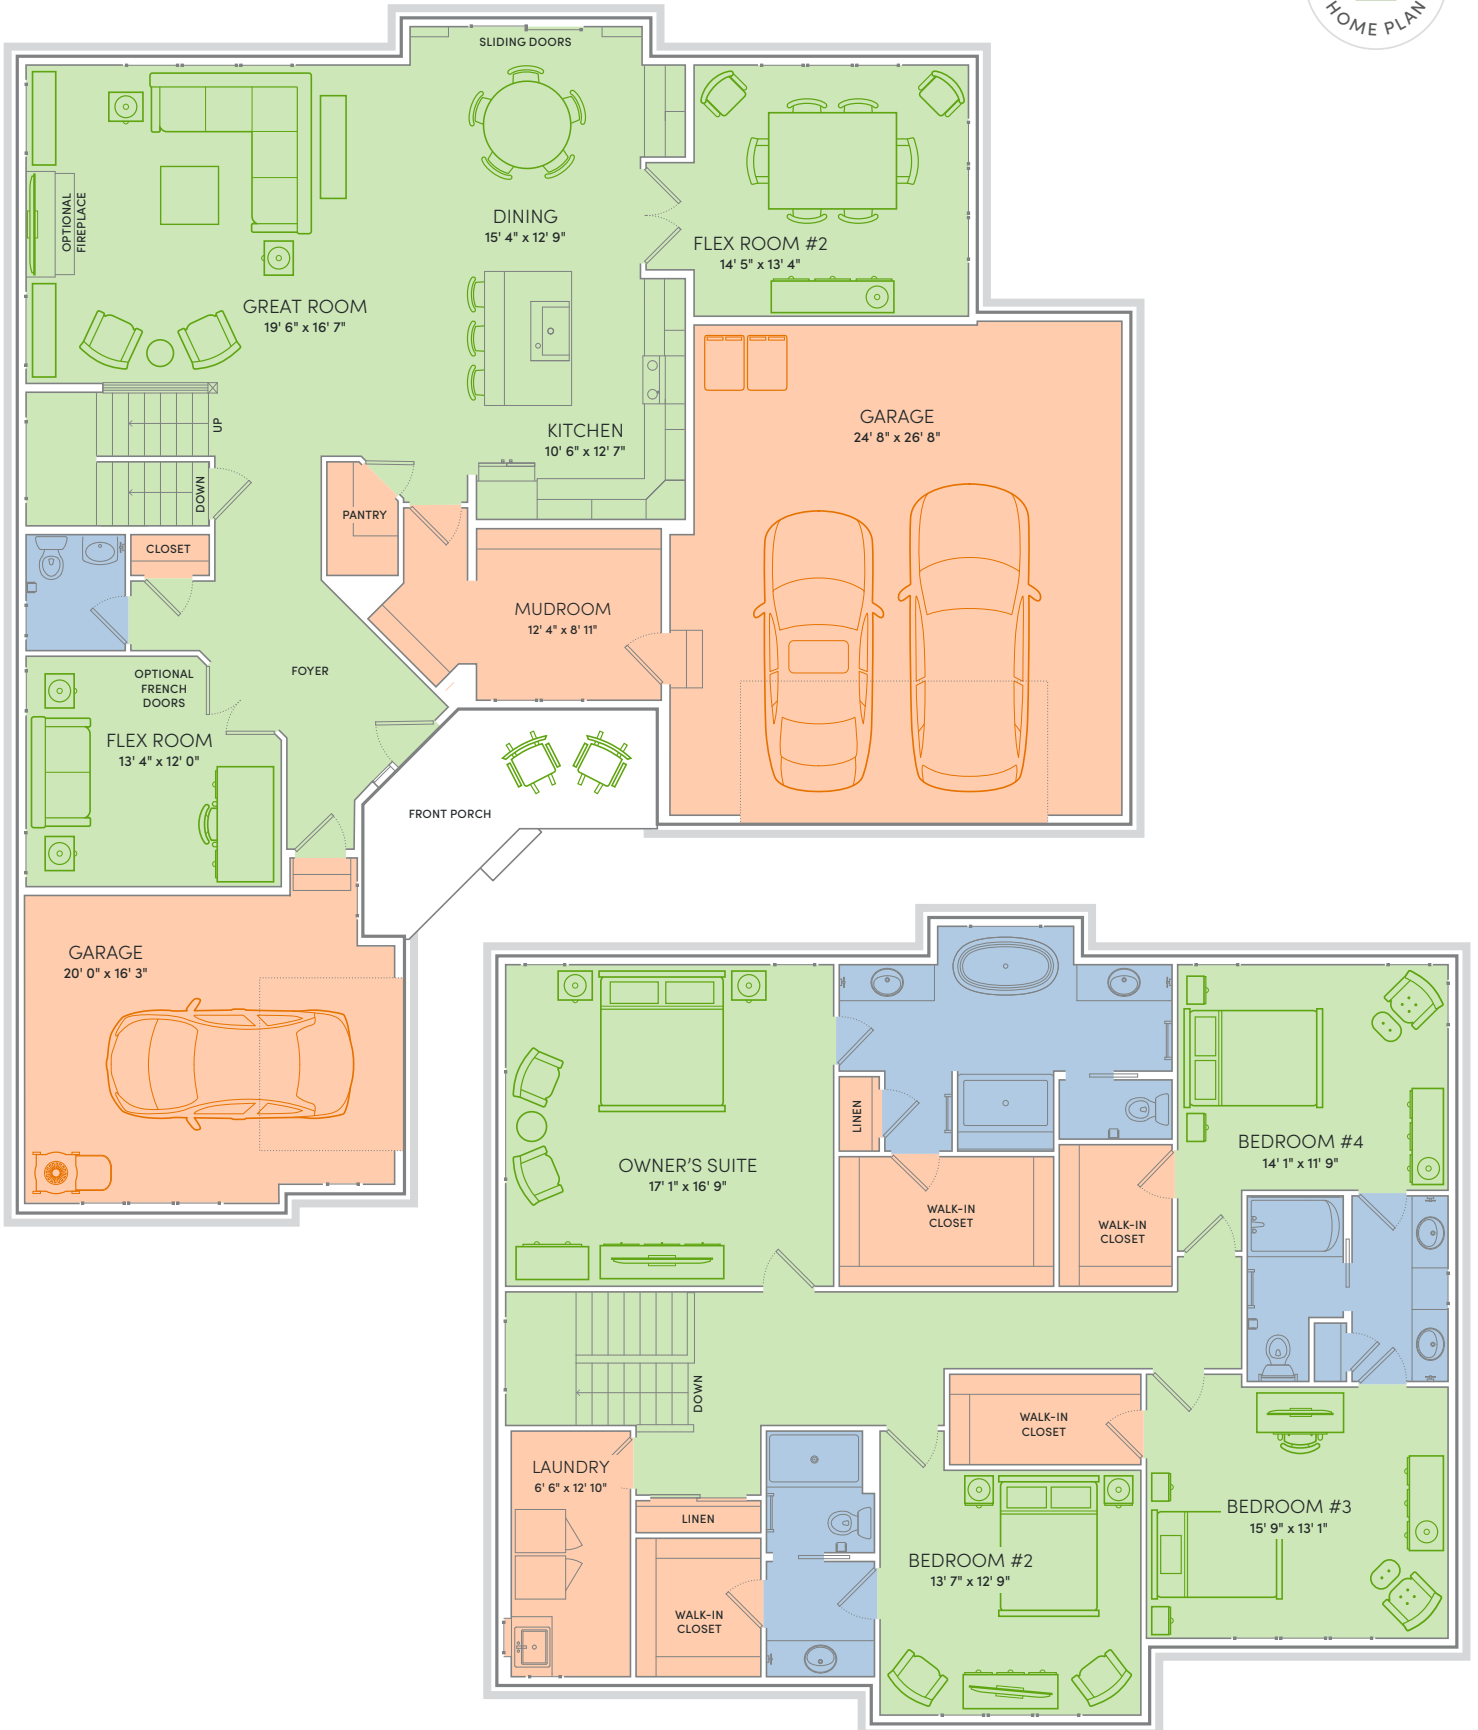 HOME PLAN
SLIDING DOORS
OPTIONAL
FIREPLACE
DINING
15' 4" x 12' 9"
FLEX ROOM #2
14' 5" x 13' 4"
GREAT ROOM
19' 6" x 16' 7"
UP
DOWN
KITCHEN
10' 6" x 12' 7"
GARAGE
24' 8" x 26' 8"
PANTRY
CLOSET
MUDROOM
12' 4" x 8' 11"
FOYER
OPTIONAL
FRENCH
DOORS
FLEX ROOM
13' 4" x 12' 0"
FRONT PORCH
GARAGE
20' 0" x 16' 3"
OWNER'S SUITE
17' 1" x 16' 9"
LINEN
WALK-IN
CLOSET
WALK-IN
CLOSET
BEDROOM #4
14' 1" x 11' 9"
DOWN
WALK-IN
CLOSET
LAUNDRY
6' 6" x 12' 10"
LINEN
WALK-IN
CLOSET
BEDROOM #2
13' 7" x 12' 9"
BEDROOM #3
15' 9" x 13' 1"